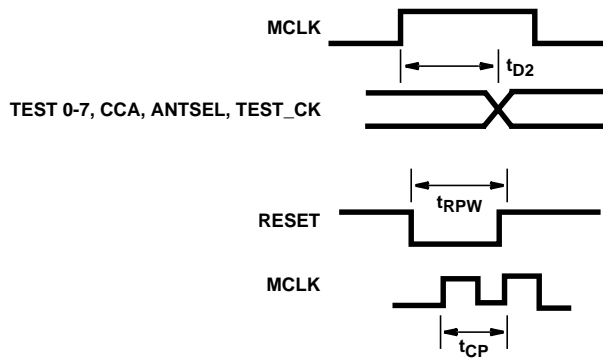 MCLK
tD2
TEST 0-7, CCA, ANTSEL, TEST_CK
tRPW
RESET
MCLK
tCP